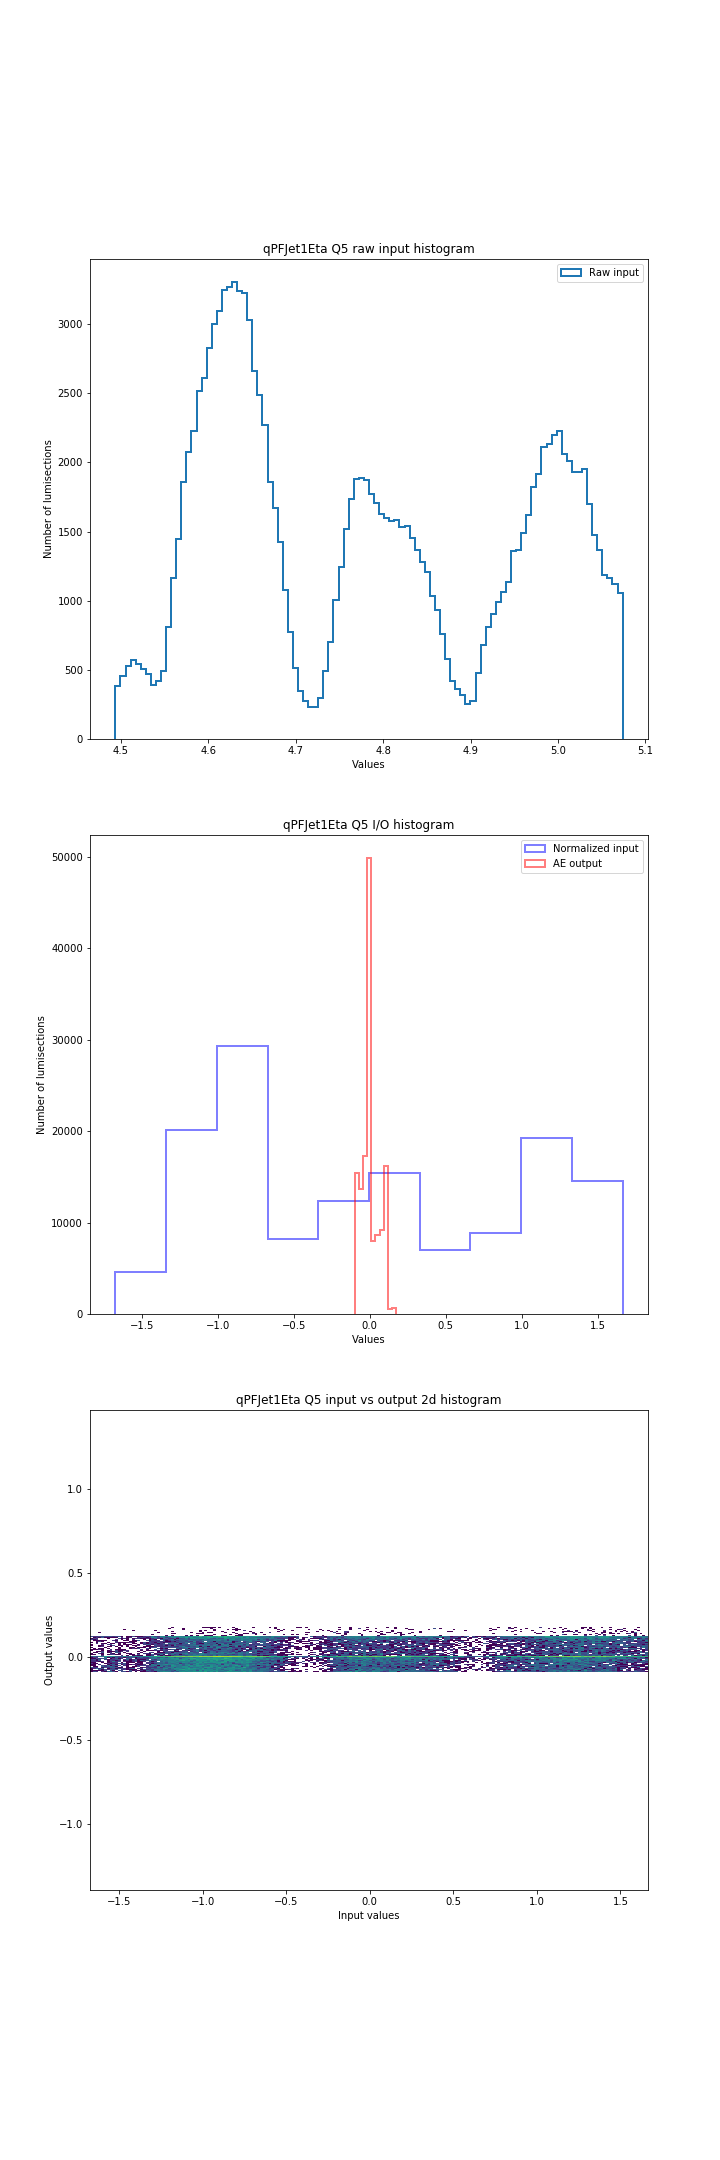 qPFJet1Eta Q5 raw input histogram
Raw input
3000
2500
2000
1500
1000
500
0
Number of lumisections
4.5 4.6 4.7 4.8 4.9 5.0 5.1
Values
qPFJet1Eta Q5 I/O histogram
Normalized input
AE output
50000
40000
30000
20000
10000
0
Number of lumisections
−1.5 −1.0 −0.5 0.0 0.5 1.0 1.5
Values
qPFJet1Eta Q5 input vs output 2d histogram
1.0
0.5
0.0
−0.5
−1.0
Output values
−1.5 −1.0 −0.5 0.0 0.5 1.0 1.5
Input values